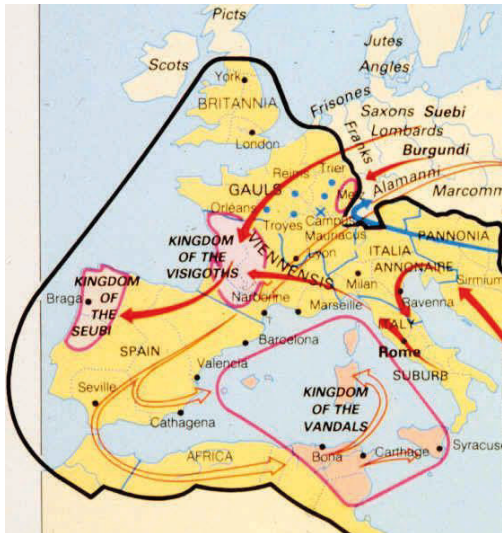 Picts
Scots
Jutes
Angles
York
BRITANNIA
Frisones
Saxons Suebi
Lombards
London
Franks
Burgundi
Reims
Trier
Alamanni
Metz
Marcomm
GAULS
Orléans
Troyes
Campus
Mauriacus
PANNONIA
KINGDOM
OF THE
VISIGOTHS
VIENNENSIS
Lyon
ITALIA
ANNONAIRE
Milan
Sirmium
KINGDOM
OF
THE
SEUBI
Braga
Narbonne
Marseille
Ravenna
T
ITALY
Rome
Barcelona
SPAIN
Valencia
SUBURB
KINGDOM
OF THE
VANDALS
Seville
Cathagena
AFRICA
Bona
Carthage
Syracuse